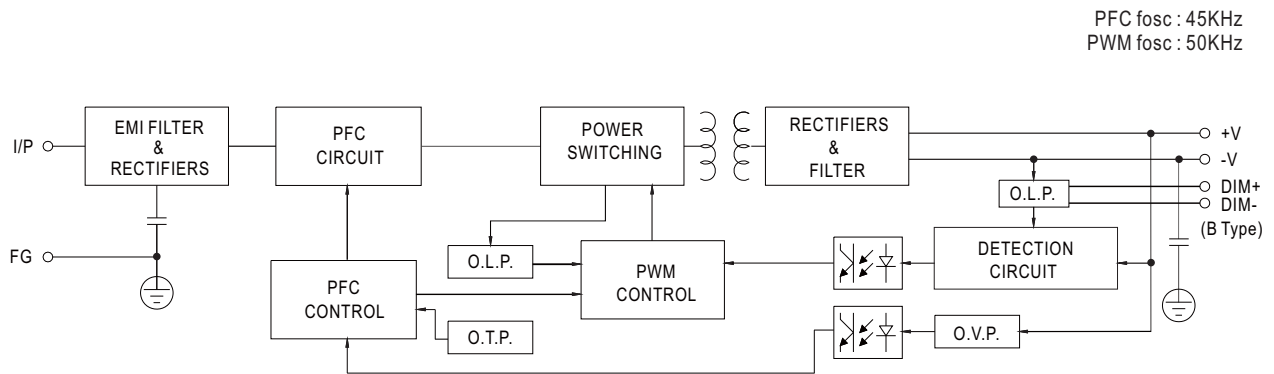 PFC fosc : 45KHz
PWM fosc : 50KHz
I/P
EMI FILTER
&
RECTIFIERS
PFC
CIRCUIT
POWER
SWITCHING
RECTIFIERS
&
FILTER
+V
-V
O.L.P.
DIM+
DIM-
(B Type)
FG
O.L.P.
DETECTION
CIRCUIT
PFC
CONTROL
PWM
CONTROL
O.T.P.
O.V.P.